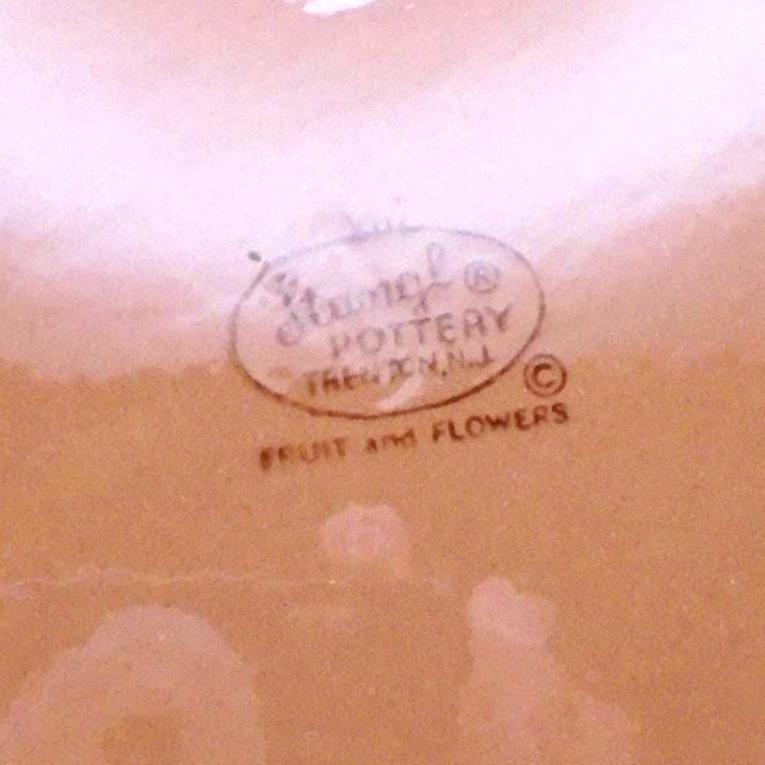 Stangl ®
POTTERY
TRENTON, N.J.
©
FRUIT and FLOWERS